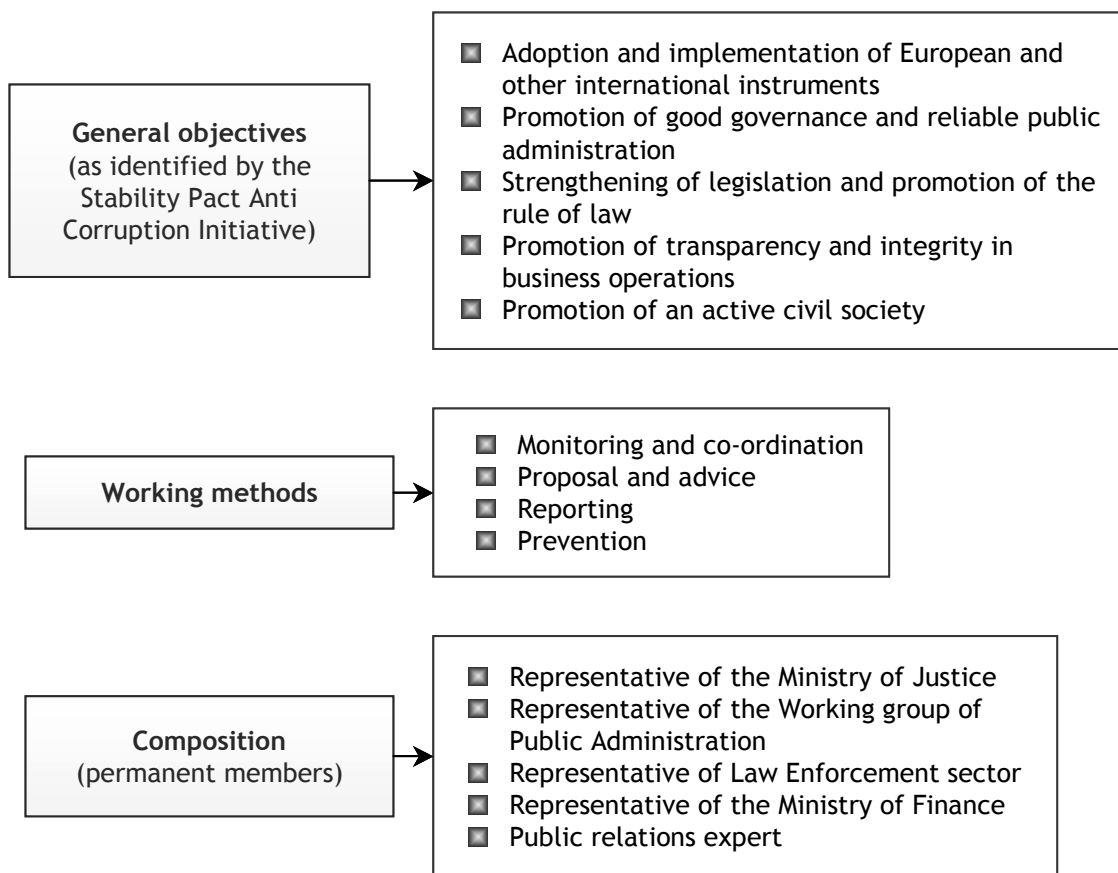 General objectives
(as identified by the
Stability Pact Anti
Corruption Initiative)
Adoption and implementation of European and
other international instruments
Promotion of good governance and reliable public
administration
Strengthening of legislation and promotion of the
rule of law
Promotion of transparency and integrity in
business operations
Promotion of an active civil society
Working methods
Monitoring and co-ordination
Proposal and advice
Reporting
Prevention
Composition
(permanent members)
Representative of the Ministry of Justice
Representative of the Working group of
Public Administration
Representative of Law Enforcement sector
Representative of the Ministry of Finance
Public relations expert